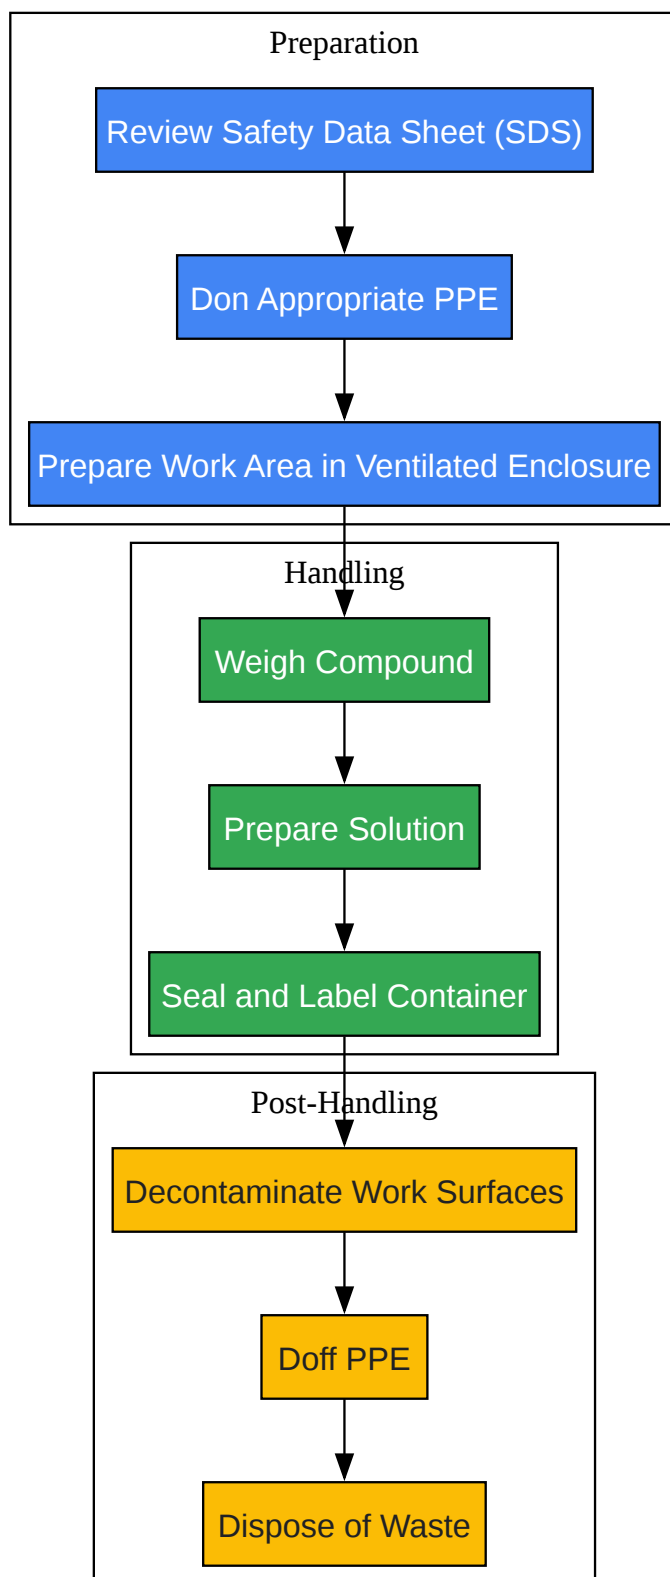 Preparation
Review Safety Data Sheet (SDS)
Don Appropriate PPE
Prepare Work Area in Ventilated Enclosure
Handling
Weigh Compound
Prepare Solution
Seal and Label Container
Post-Handling
Decontaminate Work Surfaces
Doff PPE
Dispose of Waste